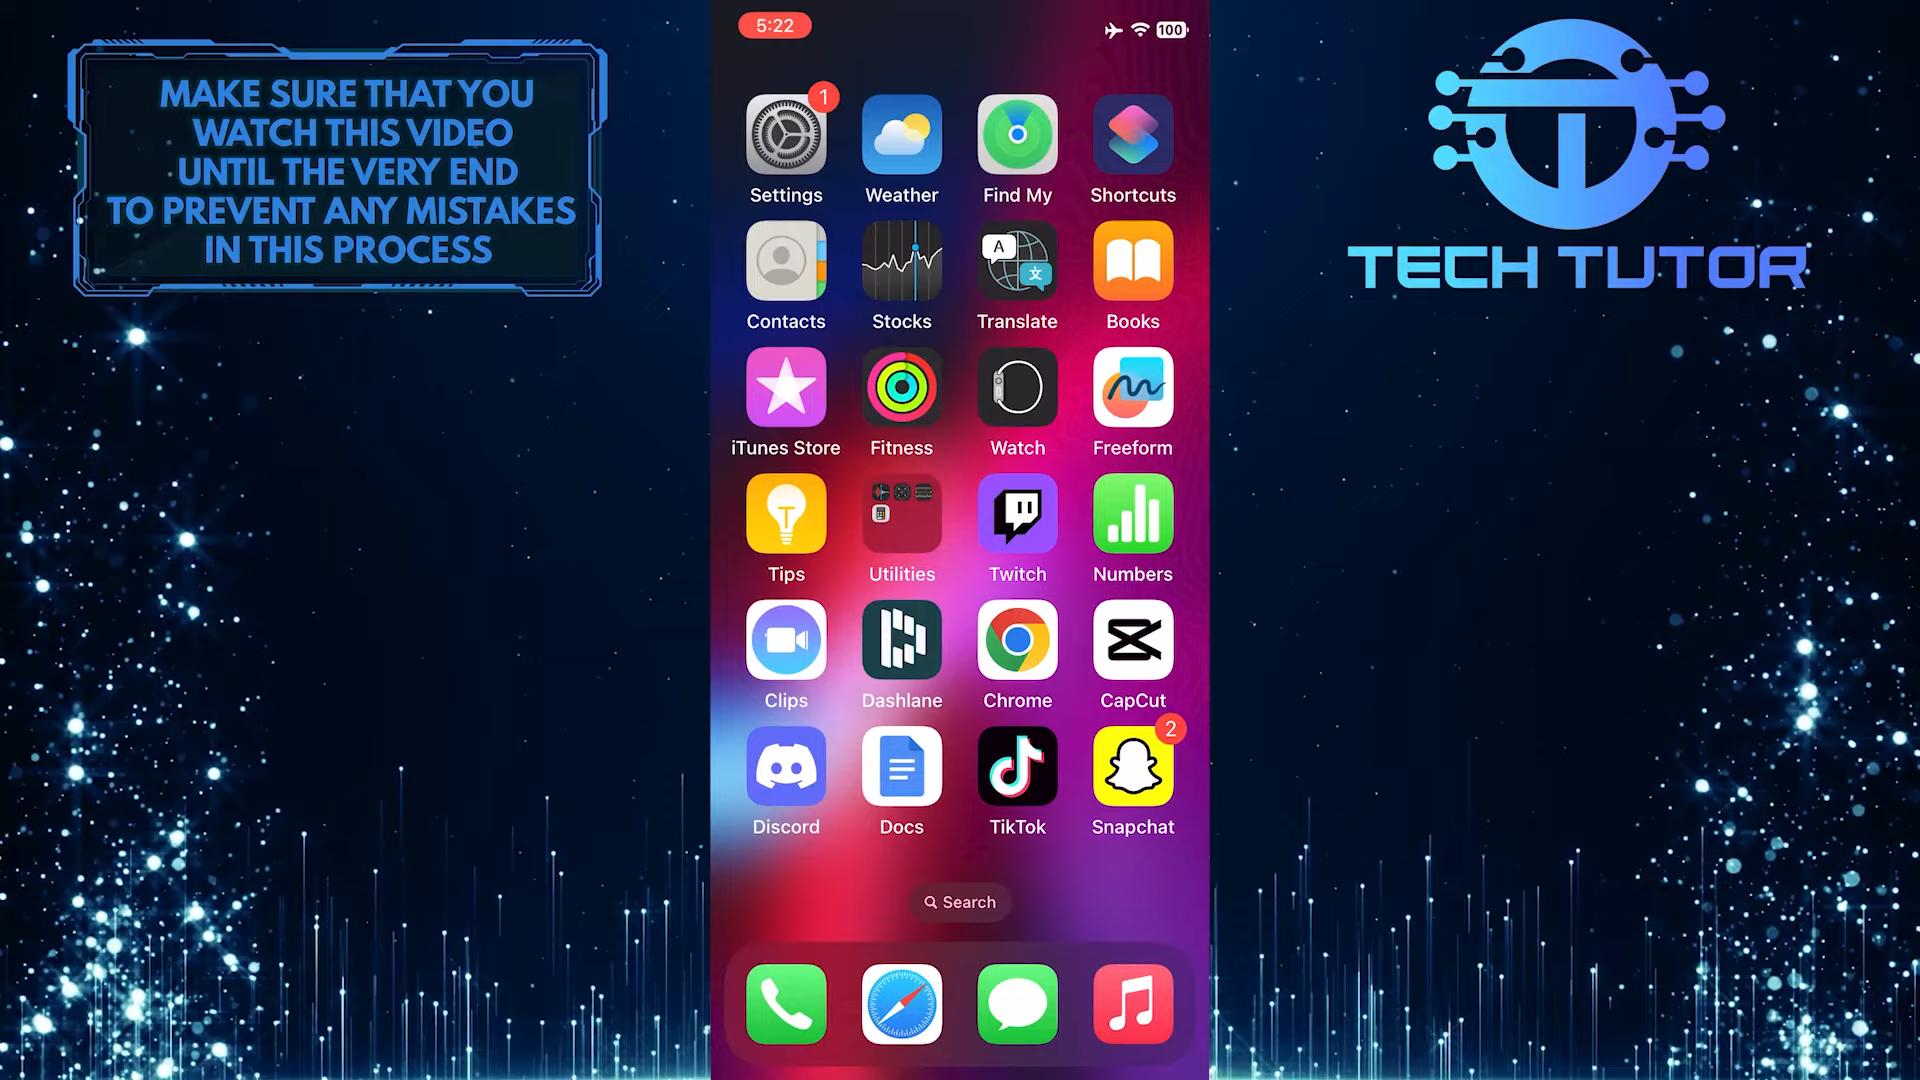 MAKE SURE THAT YOU
WATCH THIS VIDEO
UNTIL THE VERY END
TO PREVENT ANY MISTAKES
IN THIS PROCESS
5:22
100
1
Settings
Weather
Find My
Shortcuts
A
文
Contacts
Stocks
Translate
Books
iTunes Store
Fitness
Watch
Freeform
Tips
Utilities
Twitch
Numbers
Clips
Dashlane
Chrome
CapCut
2
Discord
Docs
TikTok
Snapchat
Search
TECH TUTOR